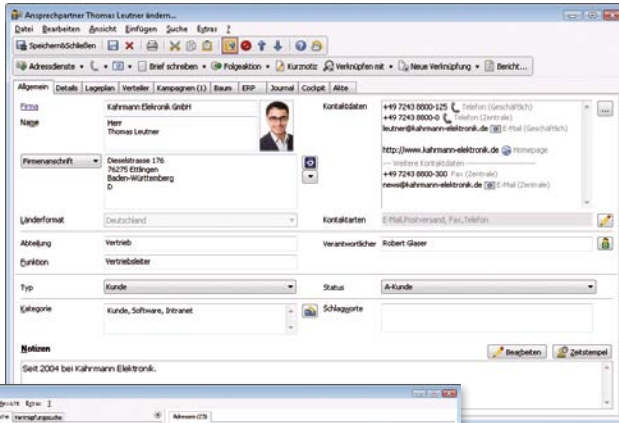 Ansprechpartner Thomas Leutner ändern...
Datei Bearbeiten Ansicht Einfügen Suche Extras ?
Speichern&Schließen
Adressdienste Brief schreiben Folgeaktion Kurznotiz Verknüpfen mit Neue Verknüpfung Bericht...
Allgemein Details Lageplan Verteiler Kampagnen (1) Baum ERP Journal Cockpit Akte
Firma Kahrmann Elekronik GmbH
Name Herr
Thomas Leutner
Kontaktdaten +49 7243 8800-125 Telefon (Geschäftlich)
+49 7243 8800-0 Telefon (Zentrale)
leutner@kahrmann-elektronik.de E-Mail (Geschäftlich)
http://www.kahrmann-elektronik.de Homepage
--- Weitere Kontaktdaten
+49 7243 8800-300 Fax (Zentrale)
news@kahrmann-elektronik.de E-Mail (Zentrale)
...
Firmenanschrift Dieselstrasse 176
76275 Ettlingen
Baden-Württemberg
D
Länderformat Deutschland Kontaktarten E-Mail,Postversand, Fax,Telefon
Abteilung Vertrieb Verantwortlicher Robert Glaser
Funktion Vertriebsleiter
Typ Kunde Status A-Kunde
Kategorie Kunde, Software, Intranet Schlagworte
Notizen Bearbeiten Zeitstempel
Seit 2004 bei Kahrmann Elektronik.
Extras ?
Verknüpfungssuche